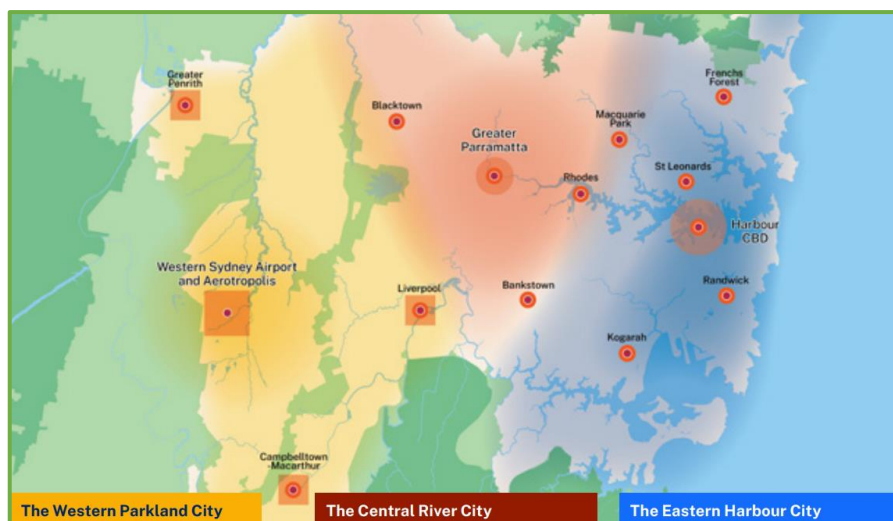 Greater
Penrith
Blacktown
Greater
Parramatta
Macquarie
Park
Frenchs
Forest
Rhodes
St Leonards
Harbour
CBD
Western Sydney Airport
and Aerotropolis
Liverpool
Bankstown
Randwick
Kogarah
Campbelltown
-Macarthur
The Western Parkland City
The Central River City
The Eastern Harbour City